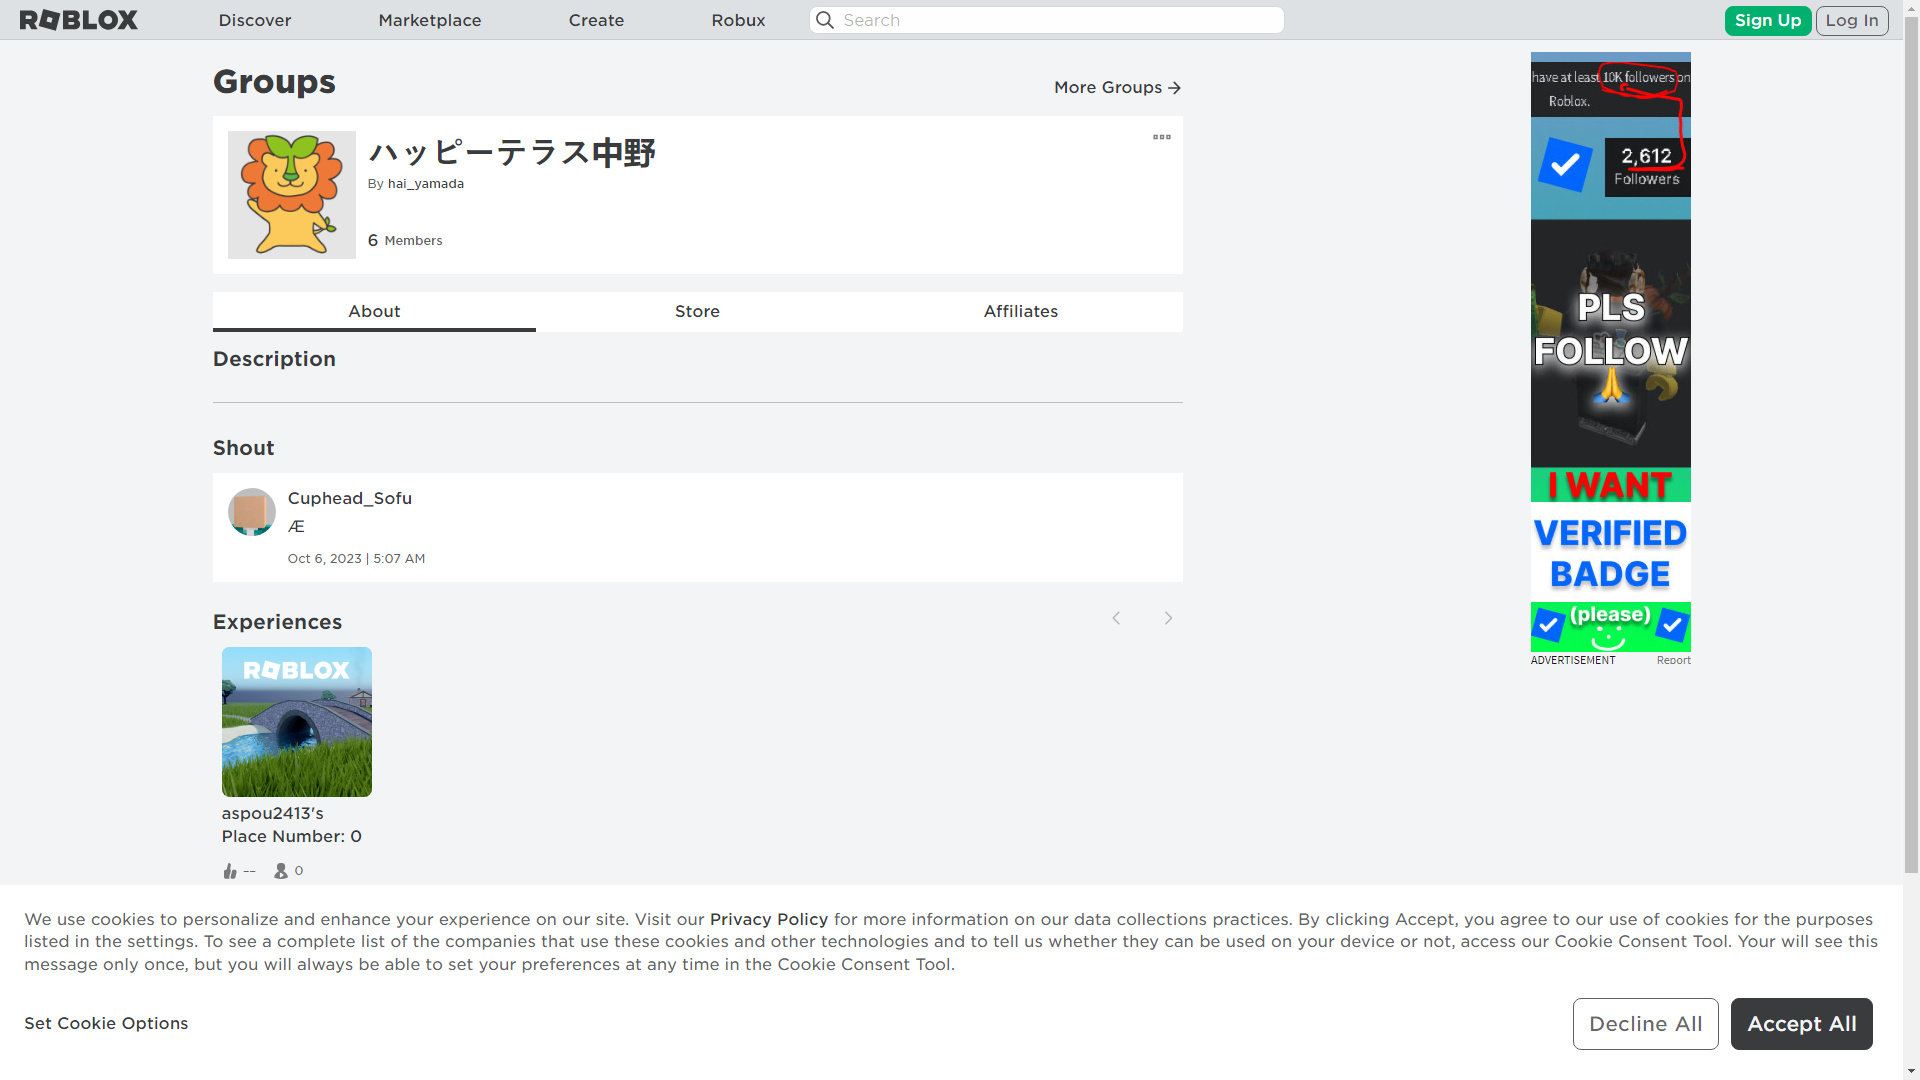 ROBLOX
Discover
Marketplace
Create
Robux
Search
Sign Up
Log In
Groups
More Groups
ハッピーテラス中野
By hai_yamada
6 Members
About
Store
Affiliates
Description
Shout
Cuphead_Sofu
Æ
Oct 6, 2023 | 5:07 AM
Experiences
ROBLOX
aspou2413's
Place Number: 0
-- 0
have at least 10K followers on
Roblox.
2,612
Followers
PLS
FOLLOW
I WANT
VERIFIED
BADGE
(please)
ADVERTISEMENT
Report
We use cookies to personalize and enhance your experience on our site. Visit our Privacy Policy for more information on our data collections practices. By clicking Accept, you agree to our use of cookies for the purposes
listed in the settings. To see a complete list of the companies that use these cookies and other technologies and to tell us whether they can be used on your device or not, access our Cookie Consent Tool. Your will see this
message only once, but you will always be able to set your preferences at any time in the Cookie Consent Tool.
Set Cookie Options
Decline All
Accept All